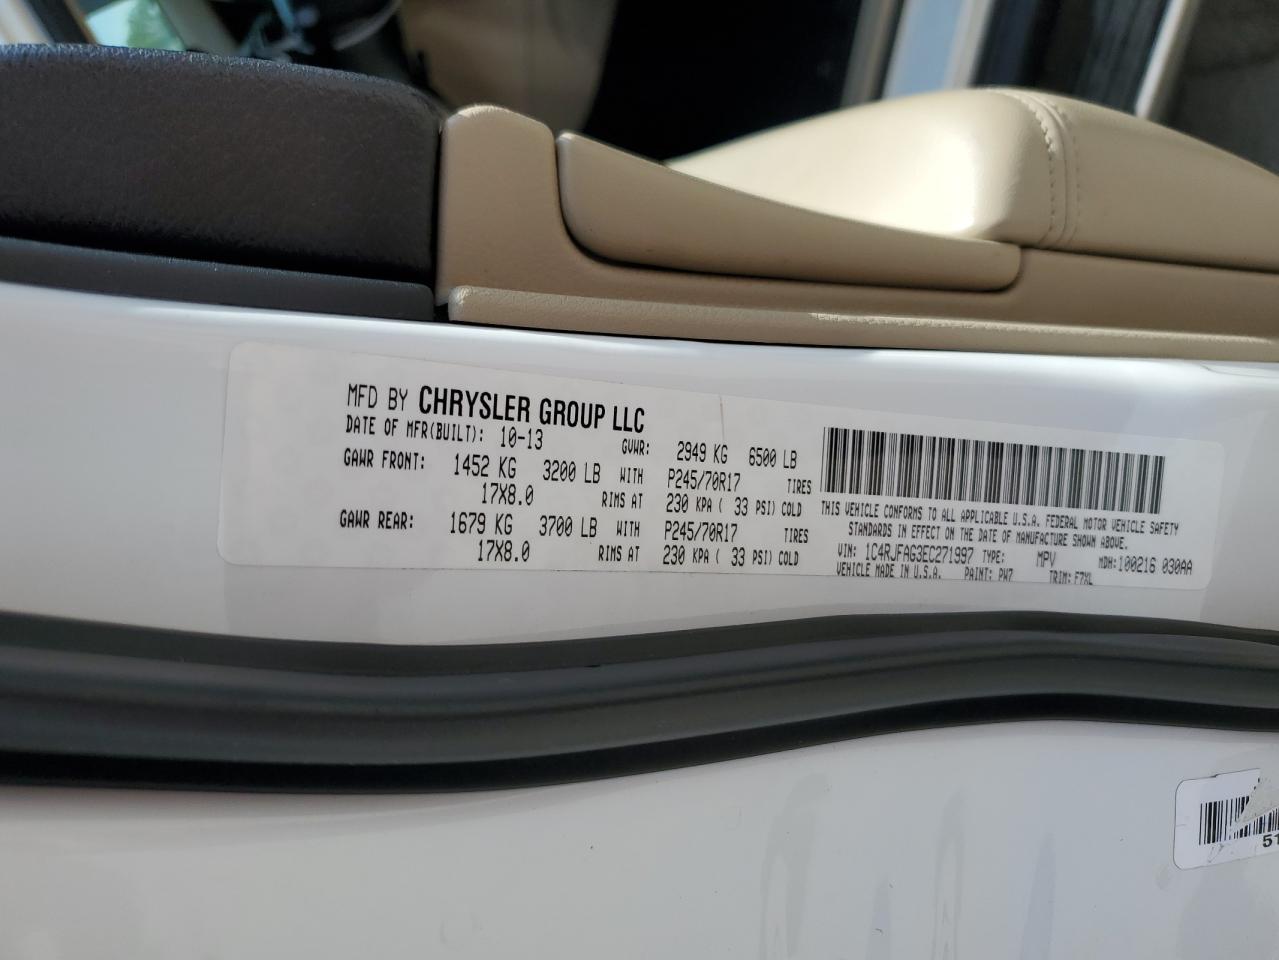 MFD BY CHRYSLER GROUP LLC
DATE OF MFR(BUILT): 10-13 GVWR: 2949 KG 6500 LB
GAWR FRONT: 1452 KG 3200 LB WITH P245/70R17 TIRES
17X8.0 RIMS AT 230 KPA ( 33 PSI) COLD
GAWR REAR: 1679 KG 3700 LB WITH P245/70R17 TIRES
17X8.0 RIMS AT 230 KPA ( 33 PSI) COLD
THIS VEHICLE CONFORMS TO ALL APPLICABLE U.S.A. FEDERAL MOTOR VEHICLE SAFETY
STANDARDS IN EFFECT ON THE DATE OF MANUFACTURE SHOWN ABOVE.
VIN: 1C4RJFAG3EC271997 TYPE: MPV MDH: 100216 030AA
VEHICLE MADE IN U.S.A. PAINT: PW7 TRIM: F7XL
51